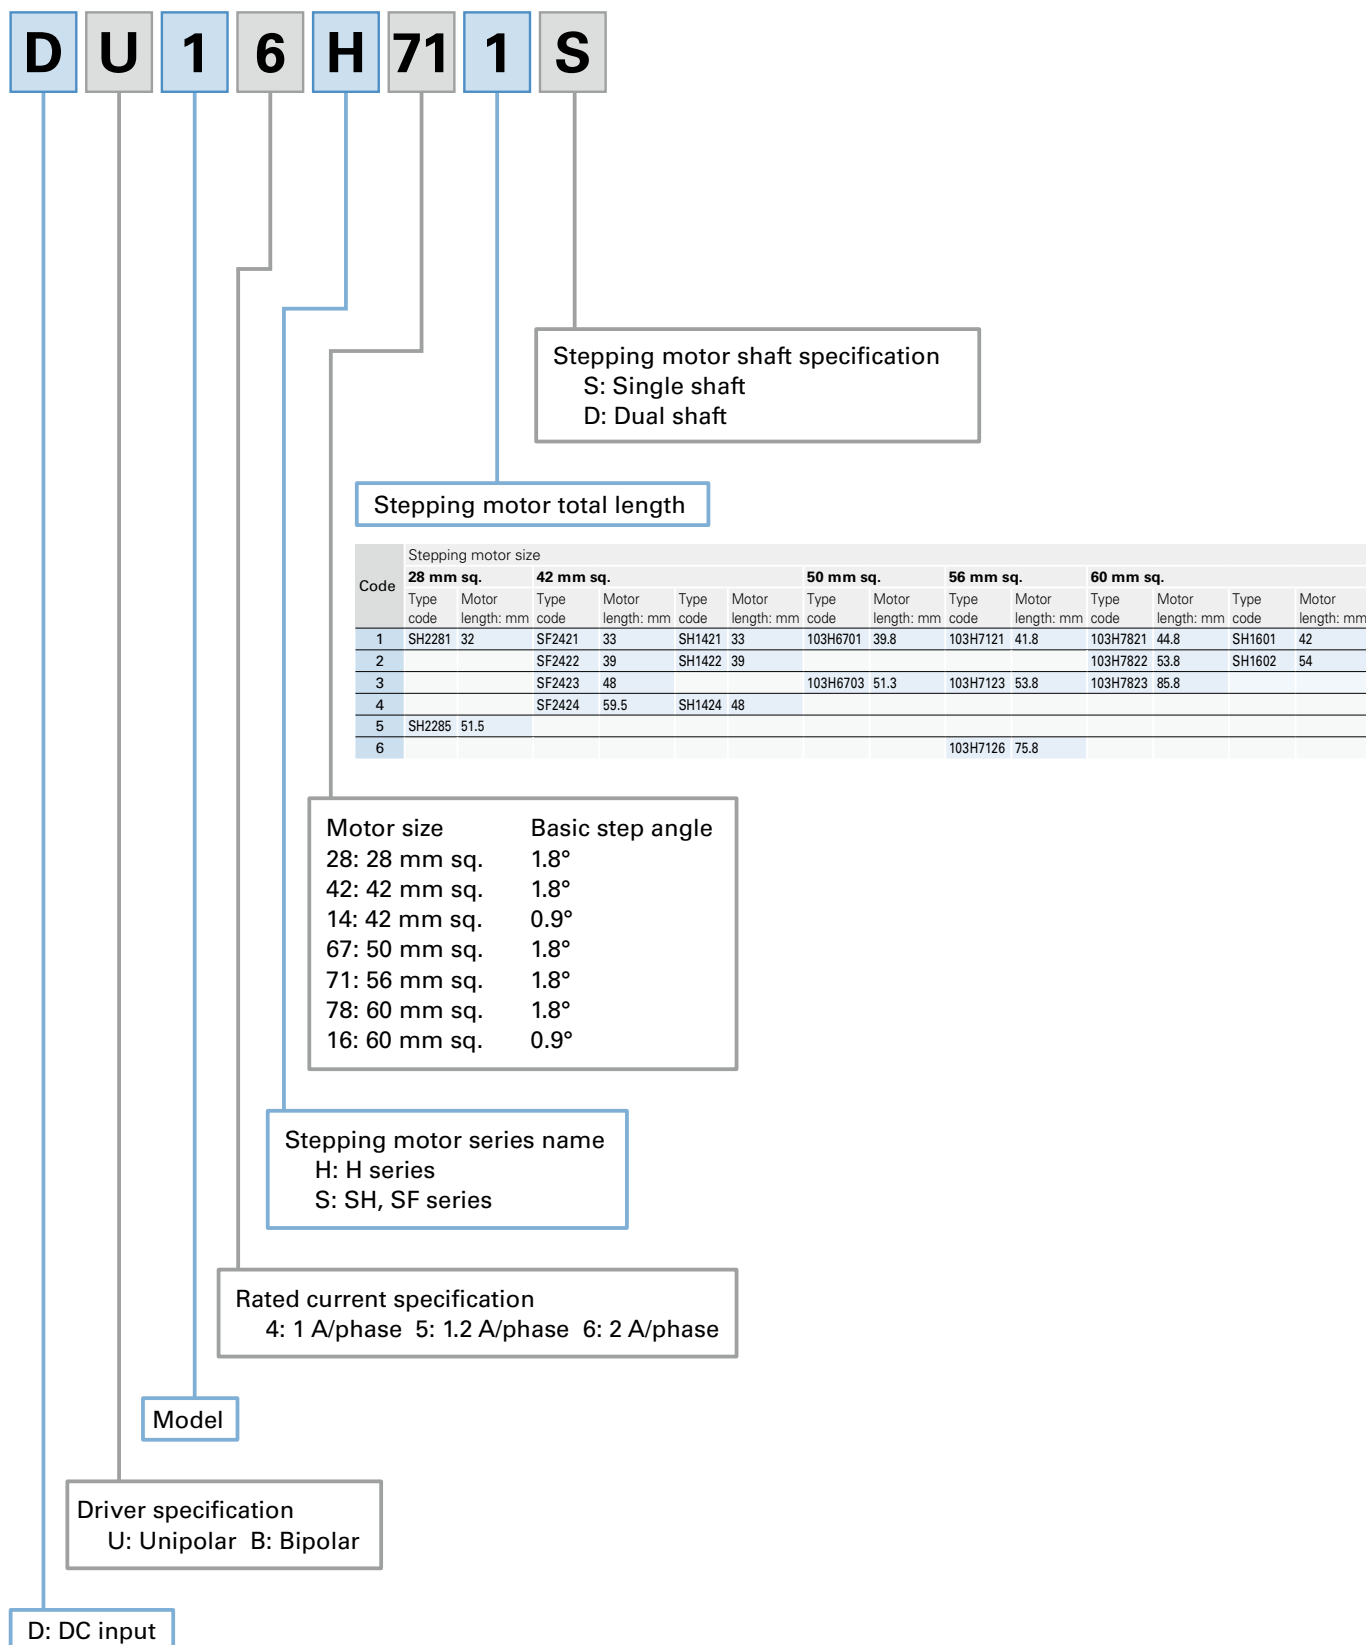 D U 1 6 H 71 1 S
Stepping motor shaft specification
S: Single shaft
D: Dual shaft
Stepping motor total length
Code Stepping motor size
28 mm sq. 42 mm sq. 50 mm sq. 56 mm sq. 60 mm sq.
Type code Motor length: mm Type code Motor length: mm Type code Motor length: mm Type code Motor length: mm Type code Motor length: mm Type code Motor length: mm Type code Motor length: mm
1 SH2281 32 SF2421 33 SH1421 33 103H6701 39.8 103H7121 41.8 103H7821 44.8 SH1601 42
2 SF2422 39 SH1422 39 103H7822 53.8 SH1602 54
3 SF2423 48 103H6703 51.3 103H7123 53.8 103H7823 85.8
4 SF2424 59.5 SH1424 48
5 SH2285 51.5
6 103H7126 75.8
Motor size Basic step angle
28: 28 mm sq. 1.8°
42: 42 mm sq. 1.8°
14: 42 mm sq. 0.9°
67: 50 mm sq. 1.8°
71: 56 mm sq. 1.8°
78: 60 mm sq. 1.8°
16: 60 mm sq. 0.9°
Stepping motor series name
H: H series
S: SH, SF series
Rated current specification
4: 1 A/phase 5: 1.2 A/phase 6: 2 A/phase
Model
Driver specification
U: Unipolar B: Bipolar
D: DC input